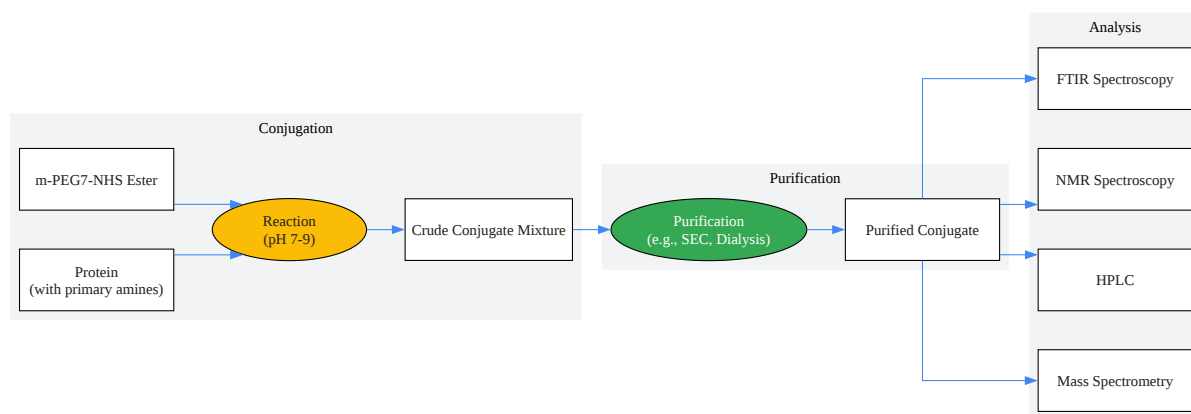 Conjugation
m-PEG7-NHS Ester
Protein
(with primary amines)
Reaction
(pH 7-9)
Crude Conjugate Mixture
Purification
Purification
(e.g., SEC, Dialysis)
Purified Conjugate
Analysis
FTIR Spectroscopy
NMR Spectroscopy
HPLC
Mass Spectrometry